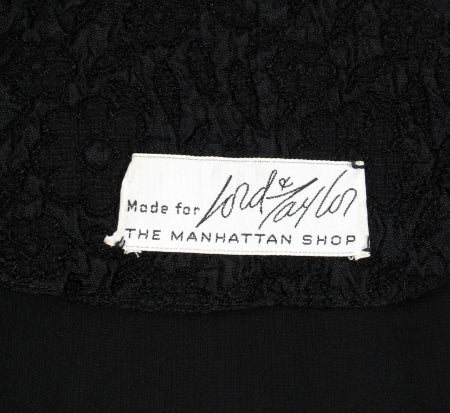 Made for Lord & Taylor
THE MANHATTAN SHOP